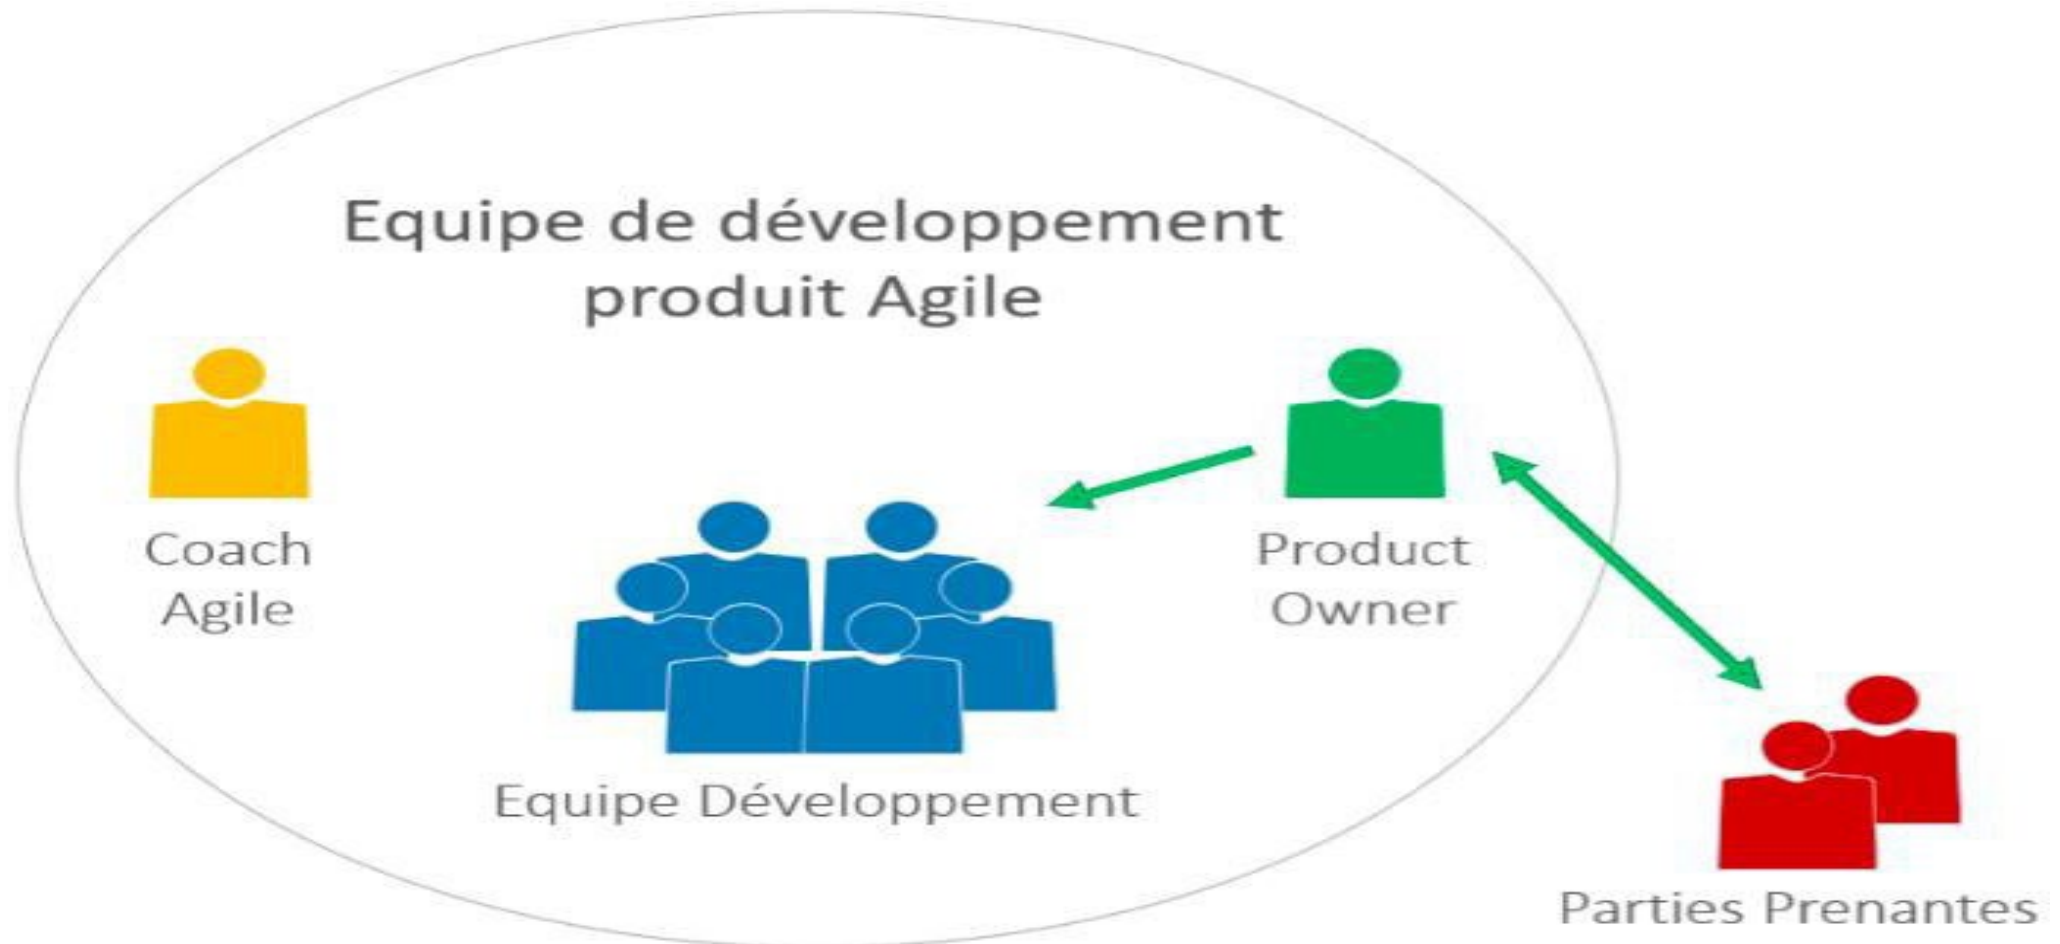 Equipe de développement
produit Agile
Coach
Agile
Product
Owner
Equipe Développement
Parties Prenantes